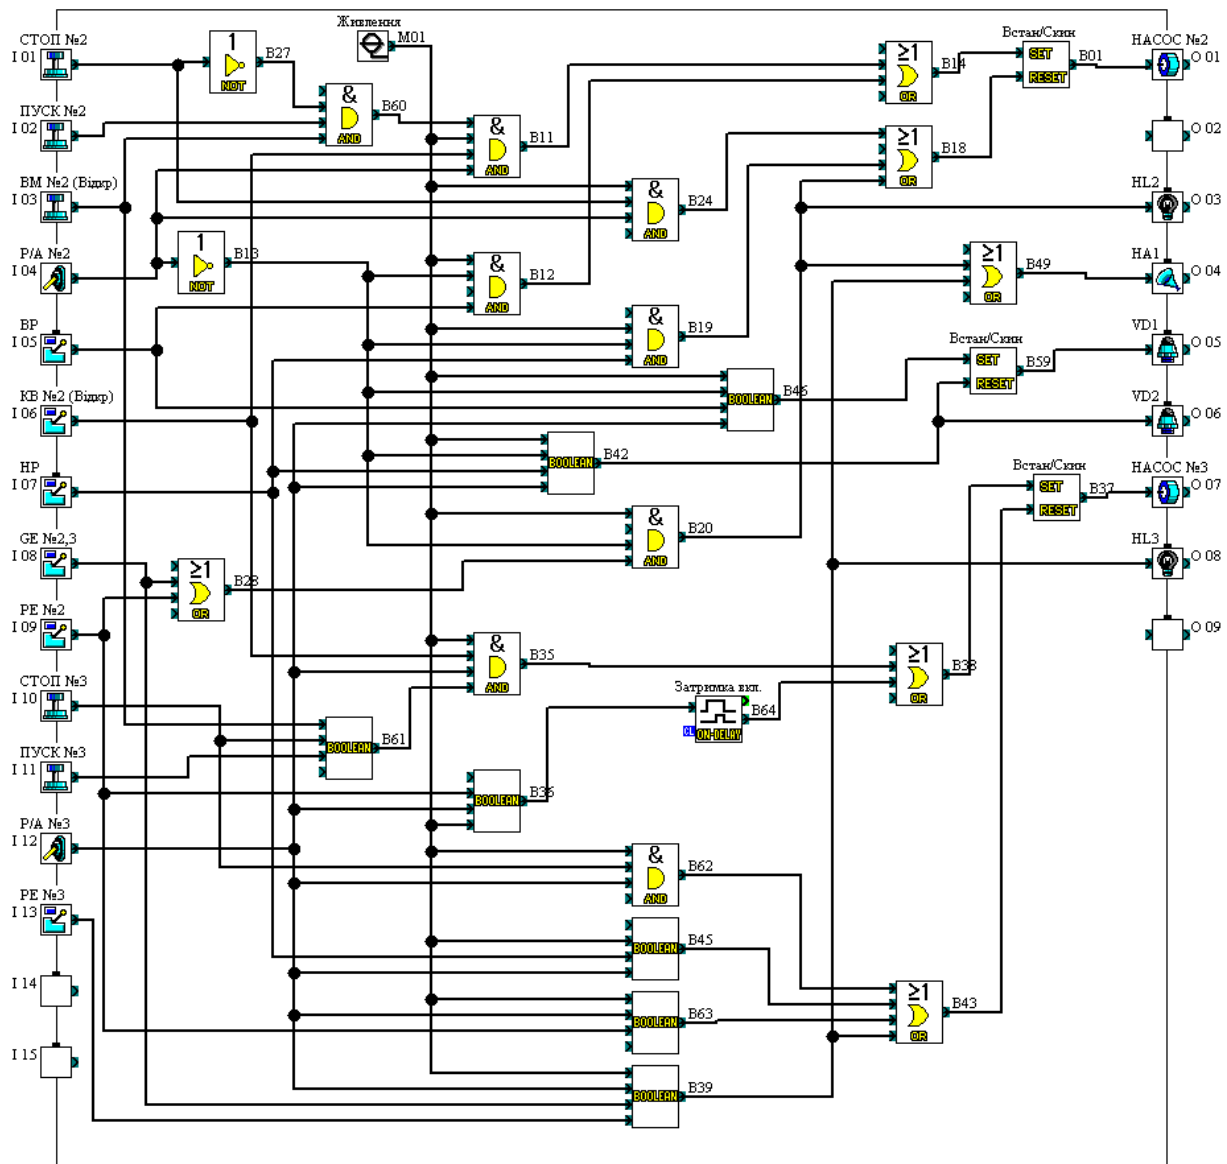 Живлення
M01
СТОП №2
I 01
1
NOT
B27
≥1
OR
B14
Встан/Скин
SET
RESET
B01
НАСОС №2
O 01
ПУСК №2
I 02
&
AND
B60
&
AND
B11
≥1
OR
B18
O 02
ВМ №2 (Відкр)
I 03
&
AND
B24
HL2
O 03
Р/А №2
I 04
1
NOT
B13
&
AND
B12
≥1
OR
B49
HA1
O 04
ВР
I 05
&
AND
B19
Встан/Скин
SET
RESET
B59
VD1
O 05
КВ №2 (Відкр)
I 06
BOOLEAN
B46
VD2
O 06
НР
I 07
BOOLEAN
B42
Встан/Скин
SET
RESET
B37
НАСОС №3
O 07
GE №2,3
I 08
≥1
OR
B28
&
AND
B20
HL3
O 08
РЕ №2
I 09
&
AND
B35
≥1
OR
B38
O 09
СТОП №3
I 10
BOOLEAN
B61
Затримка вкл.
CL
ON-DELAY
B64
ПУСК №3
I 11
BOOLEAN
B36
Р/А №3
I 12
&
AND
B62
РЕ №3
I 13
BOOLEAN
B45
I 14
BOOLEAN
B63
≥1
OR
B43
I 15
BOOLEAN
B39